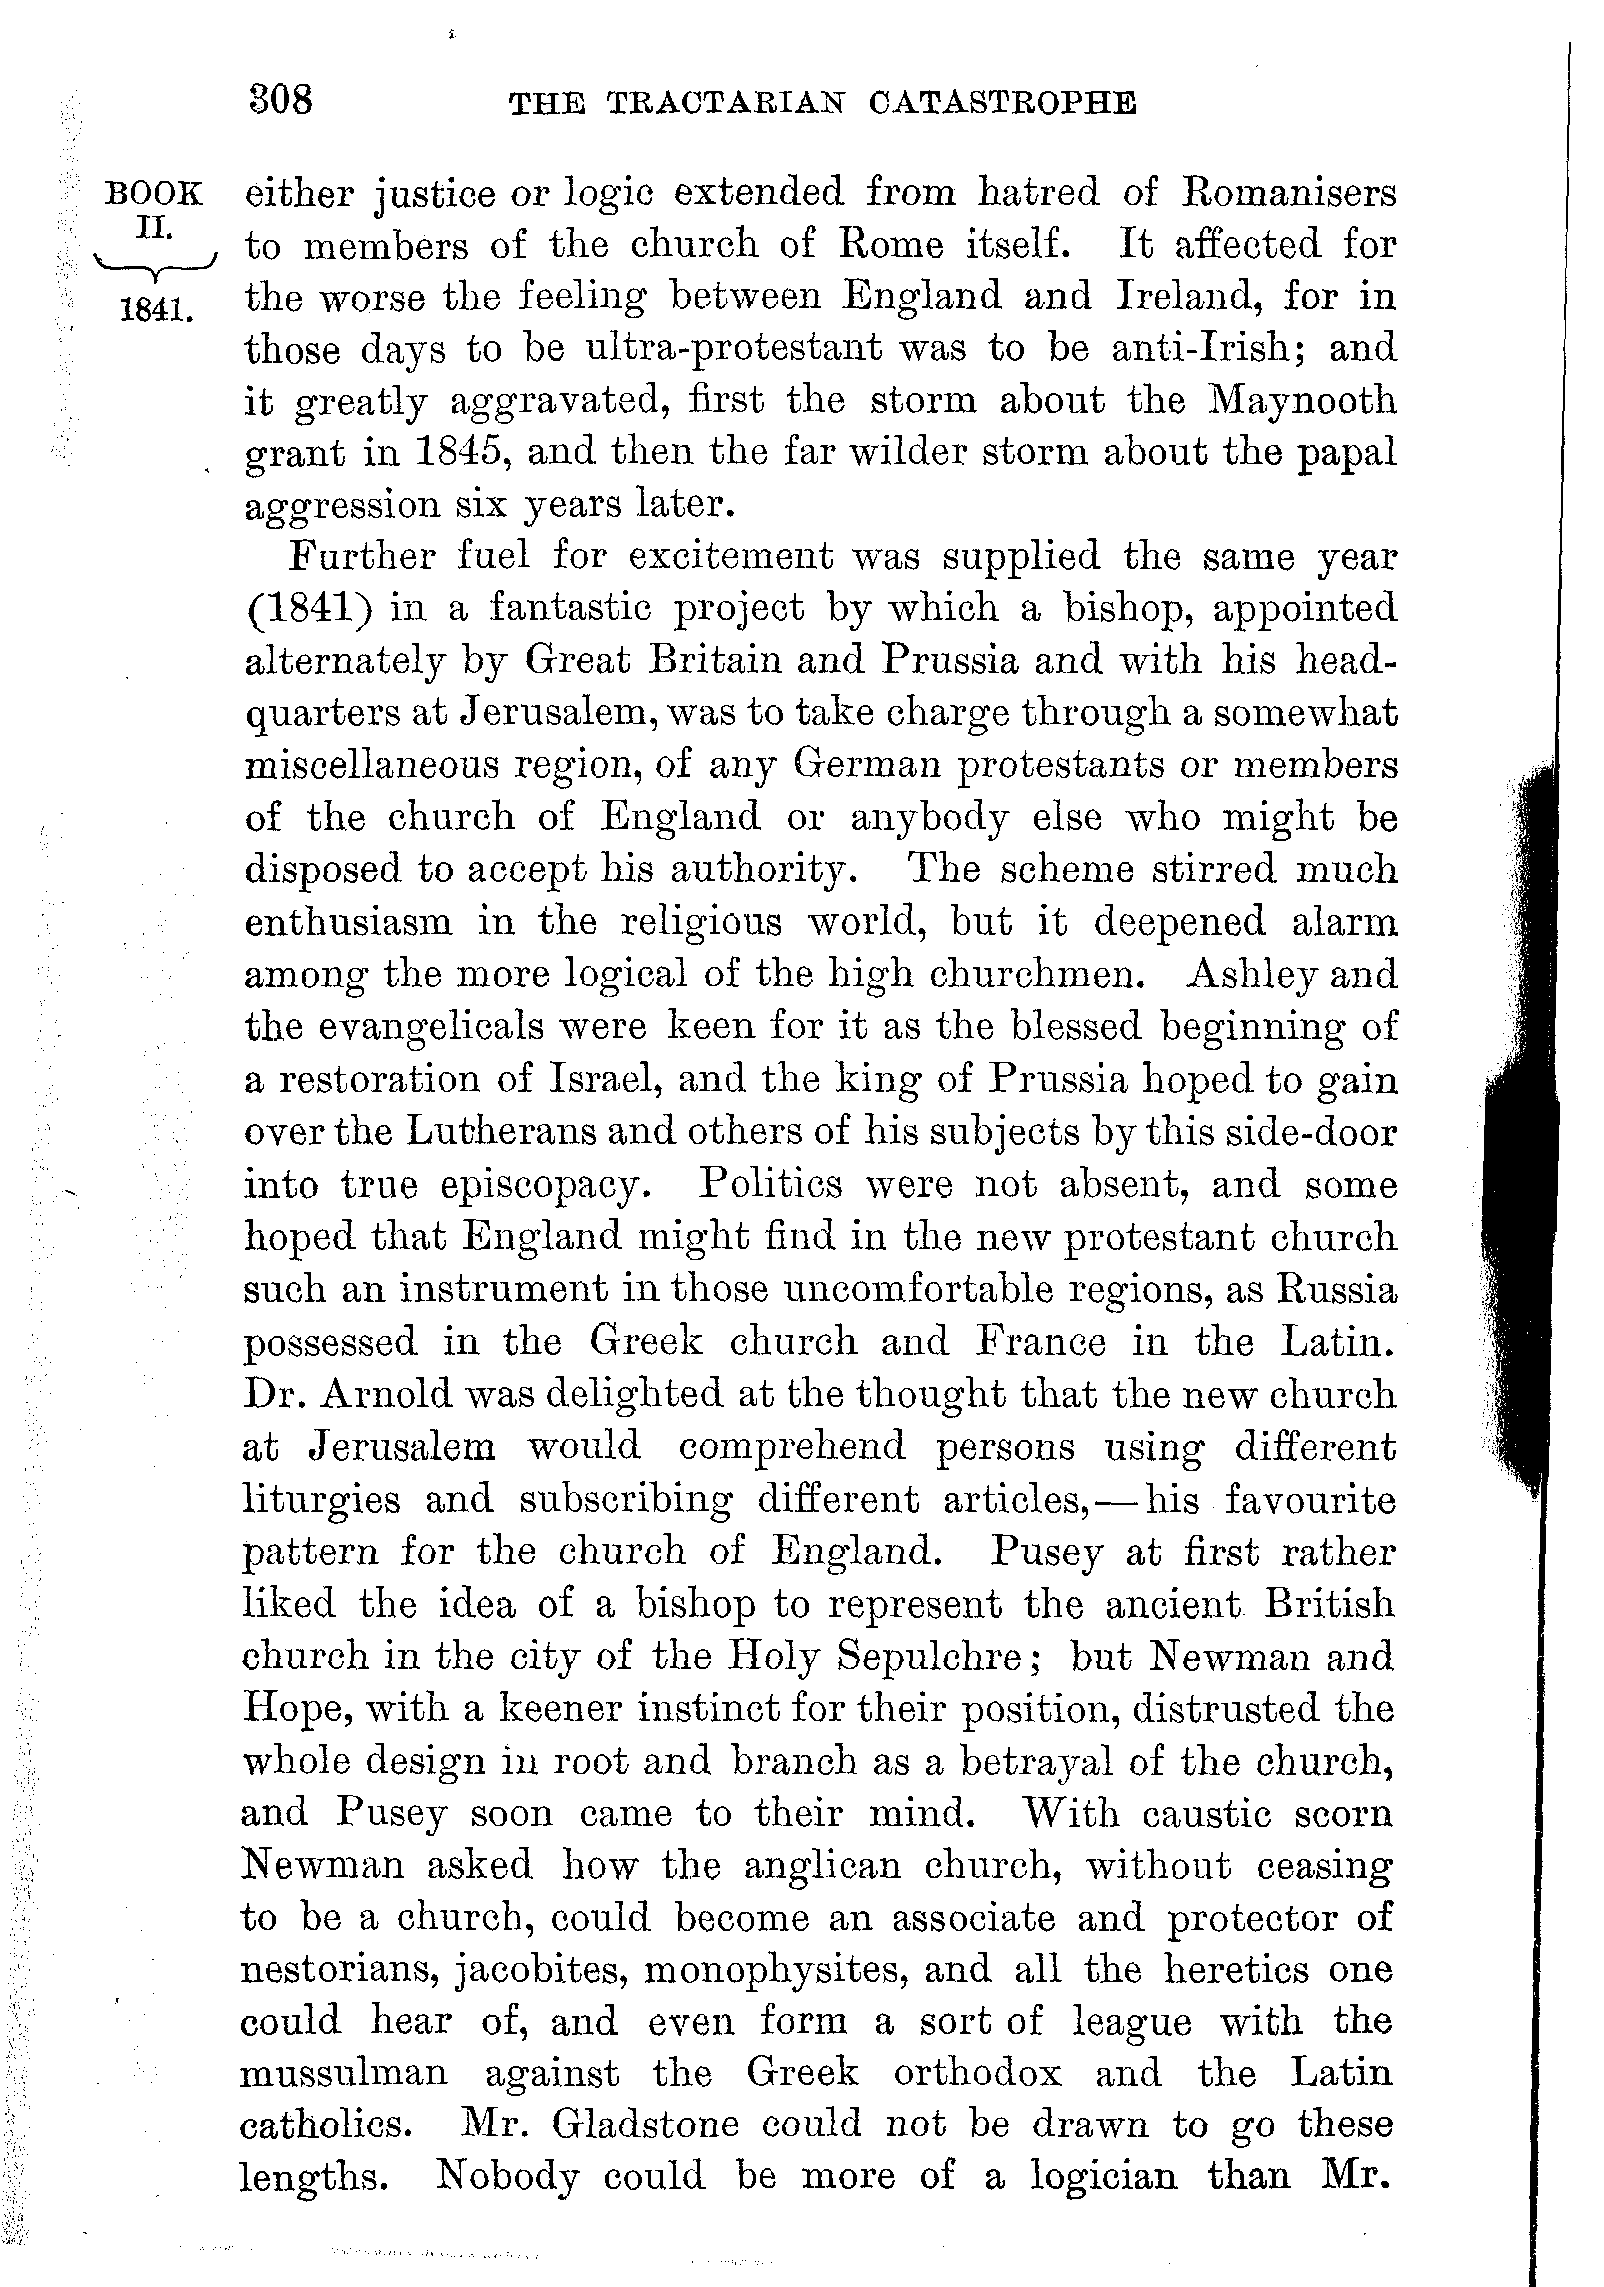 308 THE TRACTARIAN CATASTROPHE
BOOK
II.
1841.
either justice or logic extended from hatred of Romanisers
to members of the church of Rome itself. It affected for
the worse the feeling between England and Ireland, for in
those days to be ultra-protestant was to be anti-Irish; and
it greatly aggravated, first the storm about the Maynooth
grant in 1845, and then the far wilder storm about the papal
aggression six years later.
Further fuel for excitement was supplied the same year
(1841) in a fantastic project by which a bishop, appointed
alternately by Great Britain and Prussia and with his head-
quarters at Jerusalem, was to take charge through a somewhat
miscellaneous region, of any German protestants or members
of the church of England or anybody else who might be
disposed to accept his authority. The scheme stirred much
enthusiasm in the religious world, but it deepened alarm
among the more logical of the high churchmen. Ashley and
the evangelicals were keen for it as the blessed beginning of
a restoration of Israel, and the king of Prussia hoped to gain
over the Lutherans and others of his subjects by this side-door
into true episcopacy. Politics were not absent, and some
hoped that England might find in the new protestant church
such an instrument in those uncomfortable regions, as Russia
possessed in the Greek church and France in the Latin.
Dr. Arnold was delighted at the thought that the new church
at Jerusalem would comprehend persons using different
liturgies and subscribing different articles,—his favourite
pattern for the church of England. Pusey at first rather
liked the idea of a bishop to represent the ancient British
church in the city of the Holy Sepulchre; but Newman and
Hope, with a keener instinct for their position, distrusted the
whole design in root and branch as a betrayal of the church,
and Pusey soon came to their mind. With caustic scorn
Newman asked how the anglican church, without ceasing
to be a church, could become an associate and protector of
nestorians, jacobites, monophysites, and all the heretics one
could hear of, and even form a sort of league with the
mussulman against the Greek orthodox and the Latin
catholics. Mr. Gladstone could not be drawn to go these
lengths. Nobody could be more of a logician than Mr.